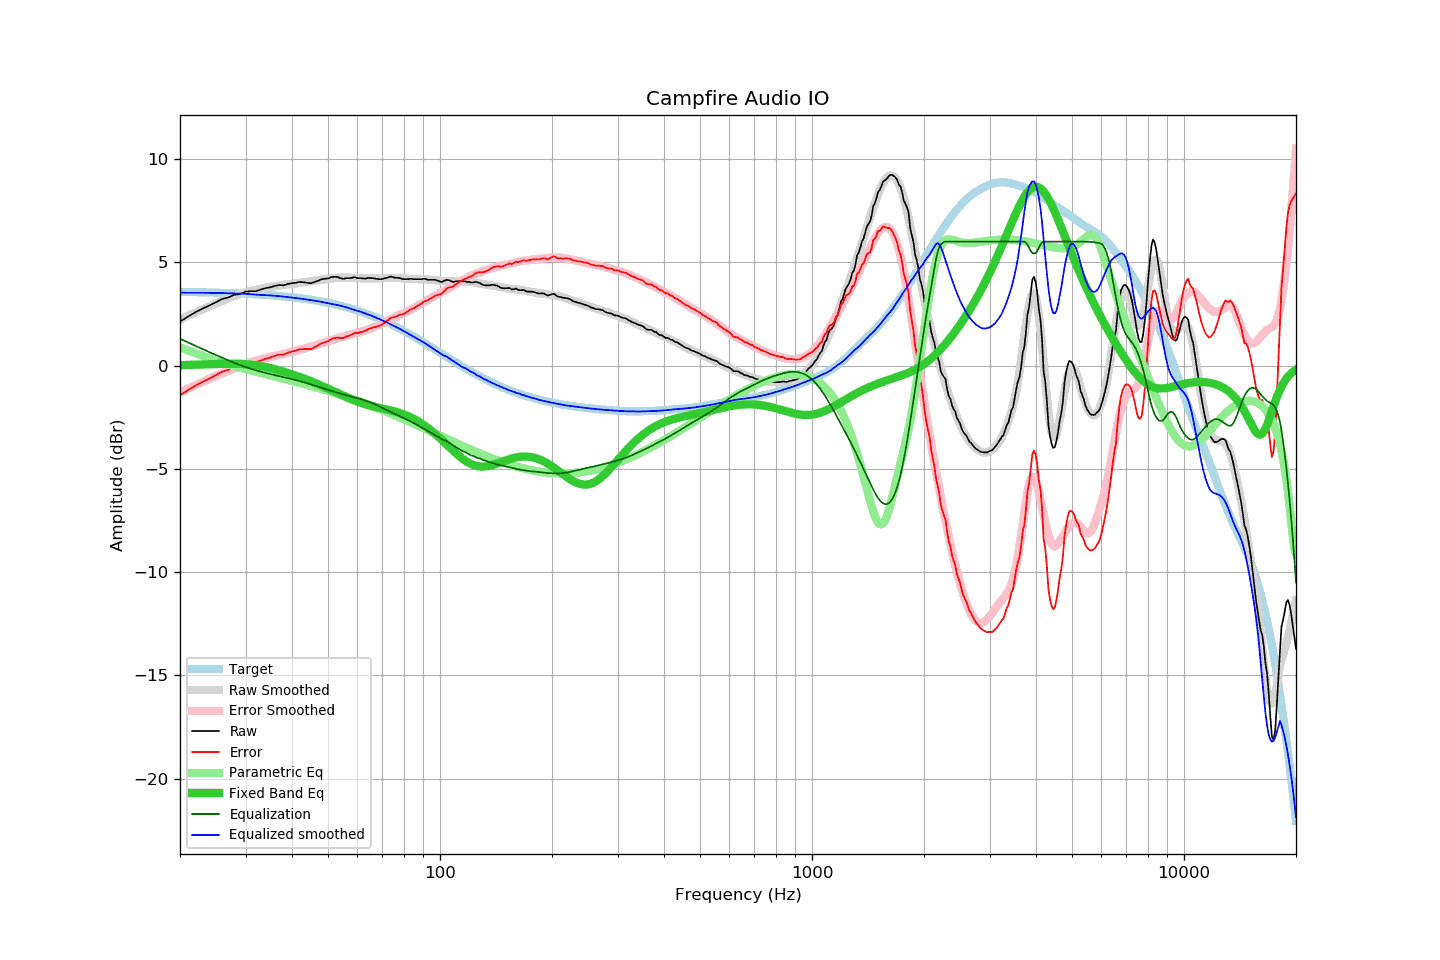 Campfire Audio IO
10
5
0
−5
−10
−15
−20
Amplitude (dBr)
Target
Raw Smoothed
Error Smoothed
Raw
Error
Parametric Eq
Fixed Band Eq
Equalization
Equalized smoothed
100 1000 10000
Frequency (Hz)